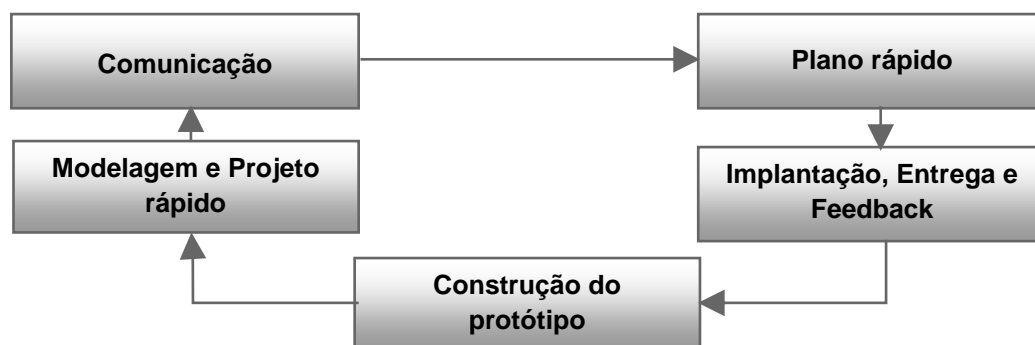 Comunicação
Plano rápido
Modelagem e Projeto
rápido
Implantação, Entrega e
Feedback
Construção do
protótipo